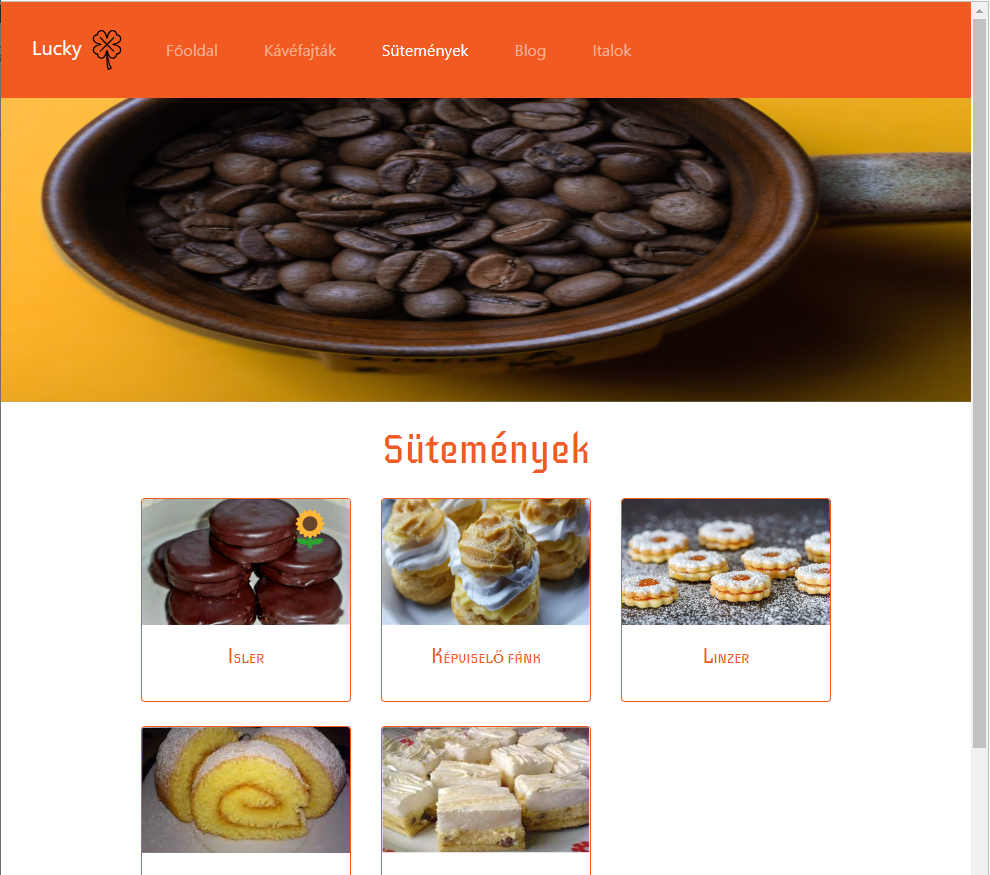 Lucky
Főoldal
Kávéfajták
Sütemények
Blog
Italok
Sütemények
Isler
Képviselő fánk
Linzer